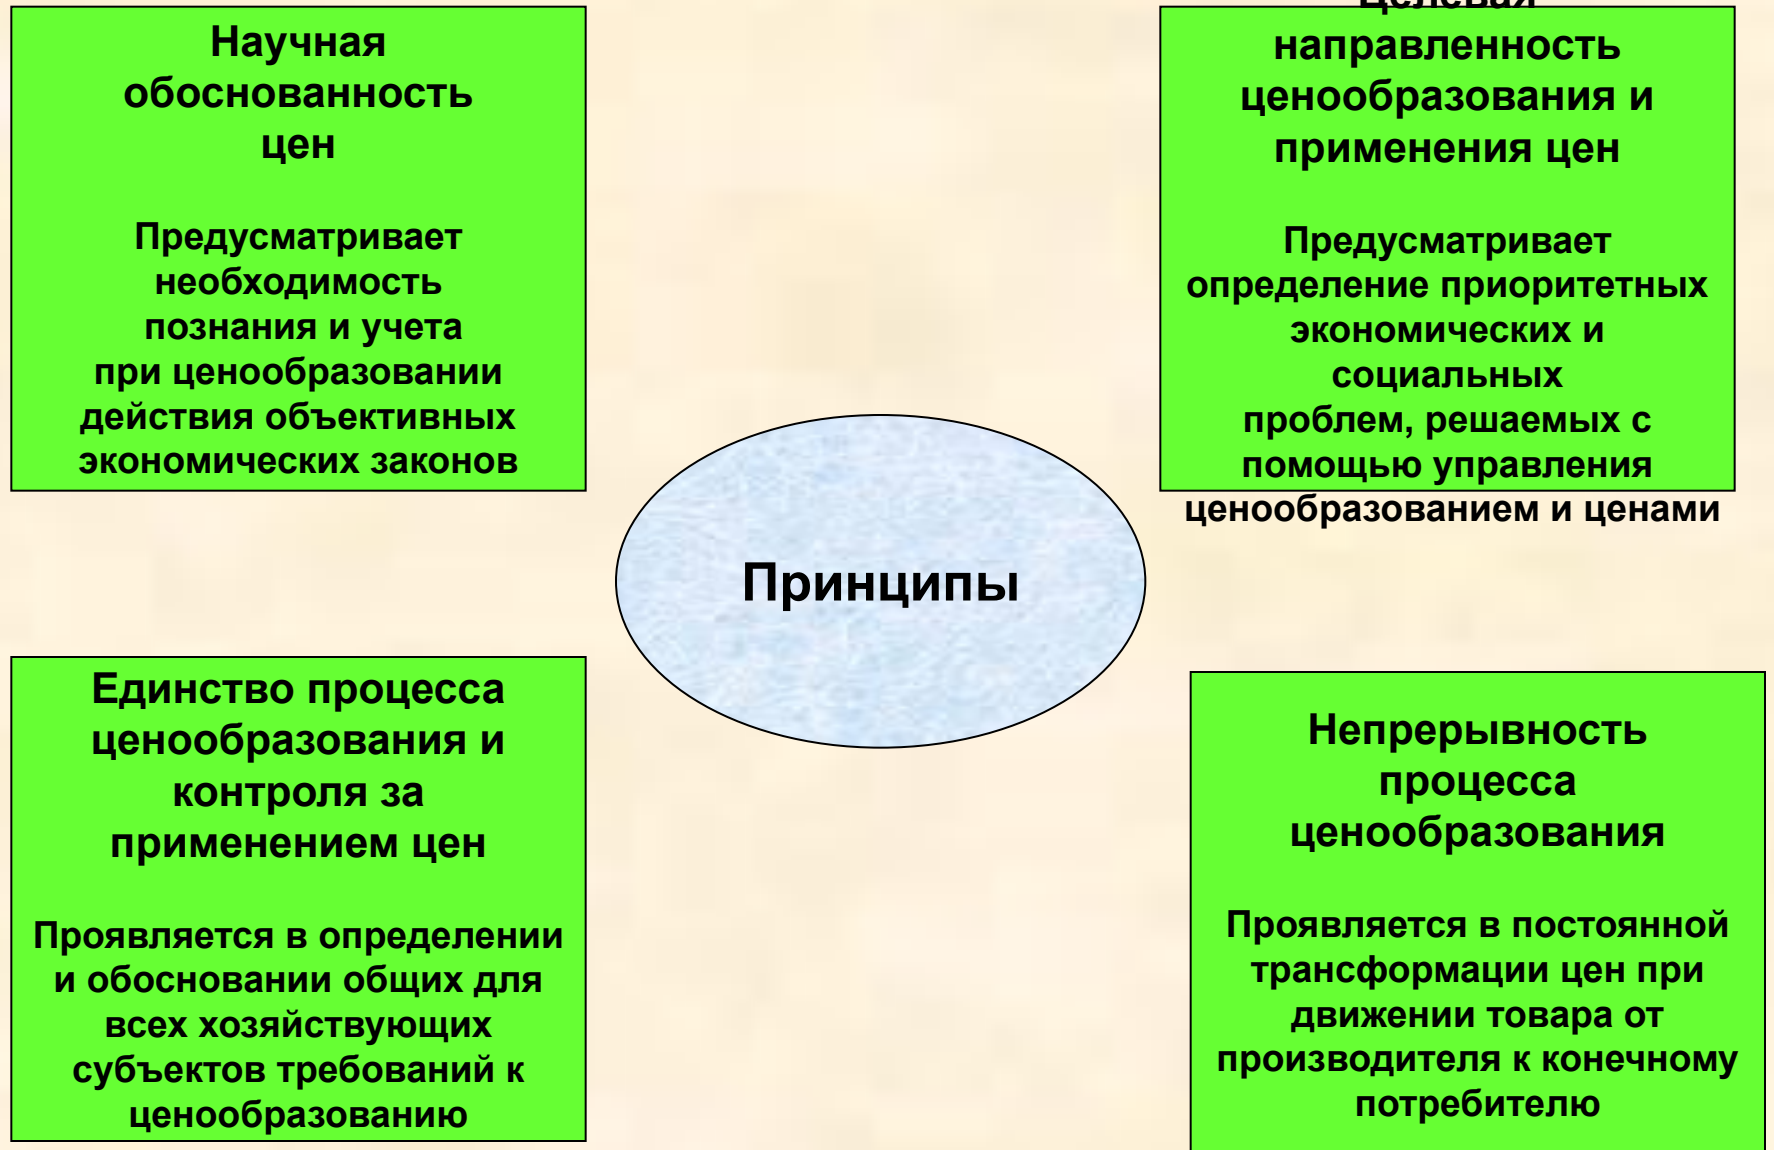 Научная
обоснованность
цен
Предусматривает
необходимость
познания и учета
при ценообразовании
действия объективных
экономических законов
Целевая
направленность
ценообразования и
применения цен
Предусматривает
определение приоритетных
экономических и
социальных
проблем, решаемых с
помощью управления
ценообразованием и ценами
Принципы
Единство процесса
ценообразования и
контроля за
применением цен
Проявляется в определении
и обосновании общих для
всех хозяйствующих
субъектов требований к
ценообразованию
Непрерывность
процесса
ценообразования
Проявляется в постоянной
трансформации цен при
движении товара от
производителя к конечному
потребителю